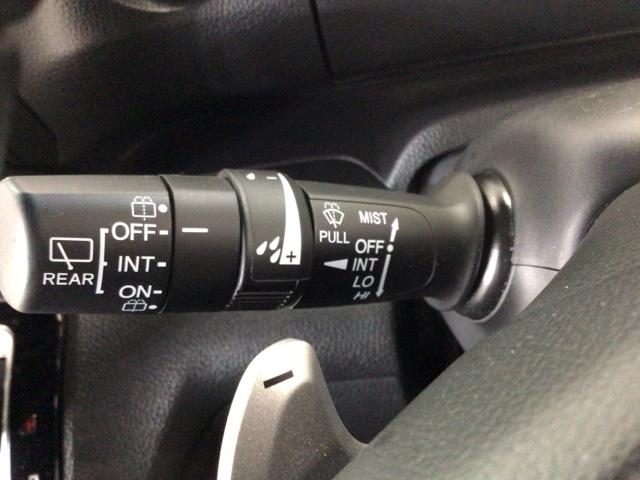 REAR
OFF-
INT-
ON-
- +
PULL
MIST
OFF
INT
LO
HI
-